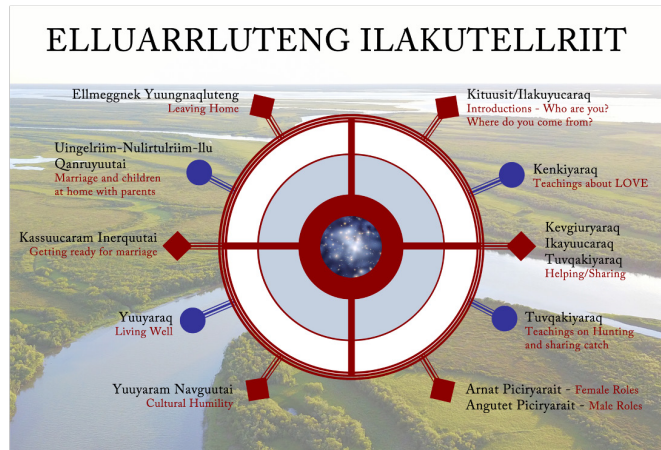 ELLUARRLUTENG ILAKUTELLRIIT
Ellmeggnek Yuungnaqluteng
Leaving Home
Kituusit/Ilakuyucaraq
Introductions - Who are you?
Where do you come from?
Uingelriim-Nulirtulriim-llu
Qanruyuutai
Marriage and children
at home with parents
Kenkiyaraq
Teachings about LOVE
Kassuucaram Inerquutai
Getting ready for marriage
Kevgiuryaraq
Ikayuucaraq
Tuvqakiyaraq
Helping/Sharing
Yuuyaraq
Living Well
Tuvqakiyaraq
Teachings on Hunting
and sharing catch
Yuuyaram Navguutai
Cultural Humility
Arnat Piciryarait - Female Roles
Angutet Piciryarait - Male Roles